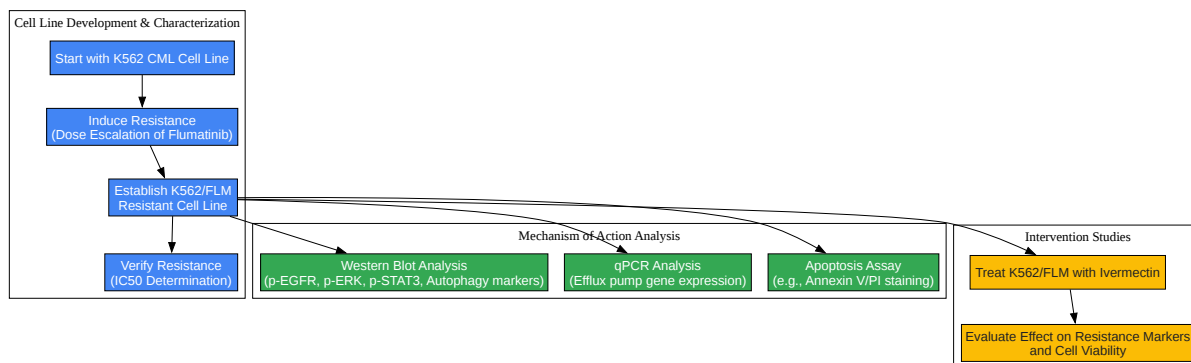 Cell Line Development & Characterization
Start with K562 CML Cell Line
Induce Resistance
(Dose Escalation of Flumatinib)
Establish K562/FLM
Resistant Cell Line
Verify Resistance
(IC50 Determination)
Mechanism of Action Analysis
Western Blot Analysis
(p-EGFR, p-ERK, p-STAT3, Autophagy markers)
qPCR Analysis
(Efflux pump gene expression)
Apoptosis Assay
(e.g., Annexin V/PI staining)
Intervention Studies
Treat K562/FLM with Ivermectin
Evaluate Effect on Resistance Markers
and Cell Viability